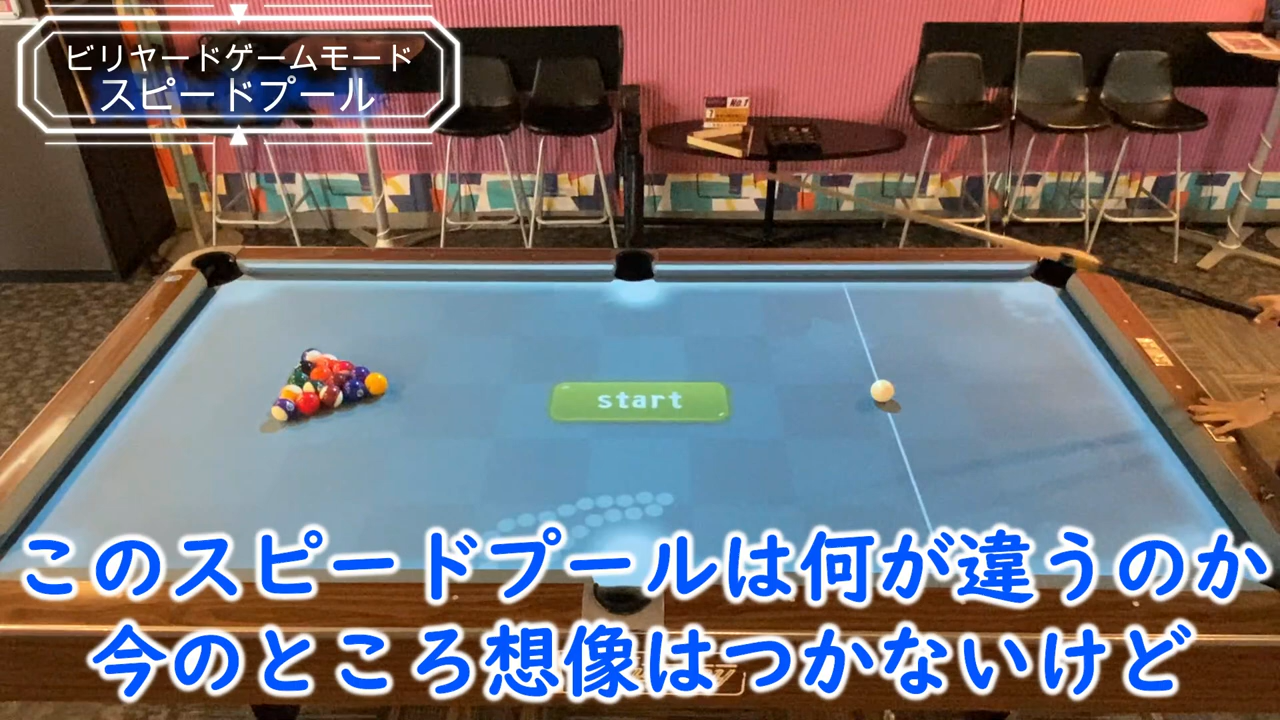 ビリヤードゲームモード
スピードプール
No.1
start
このスピードプールは何が違うのか
今のところ想像はつかないけど